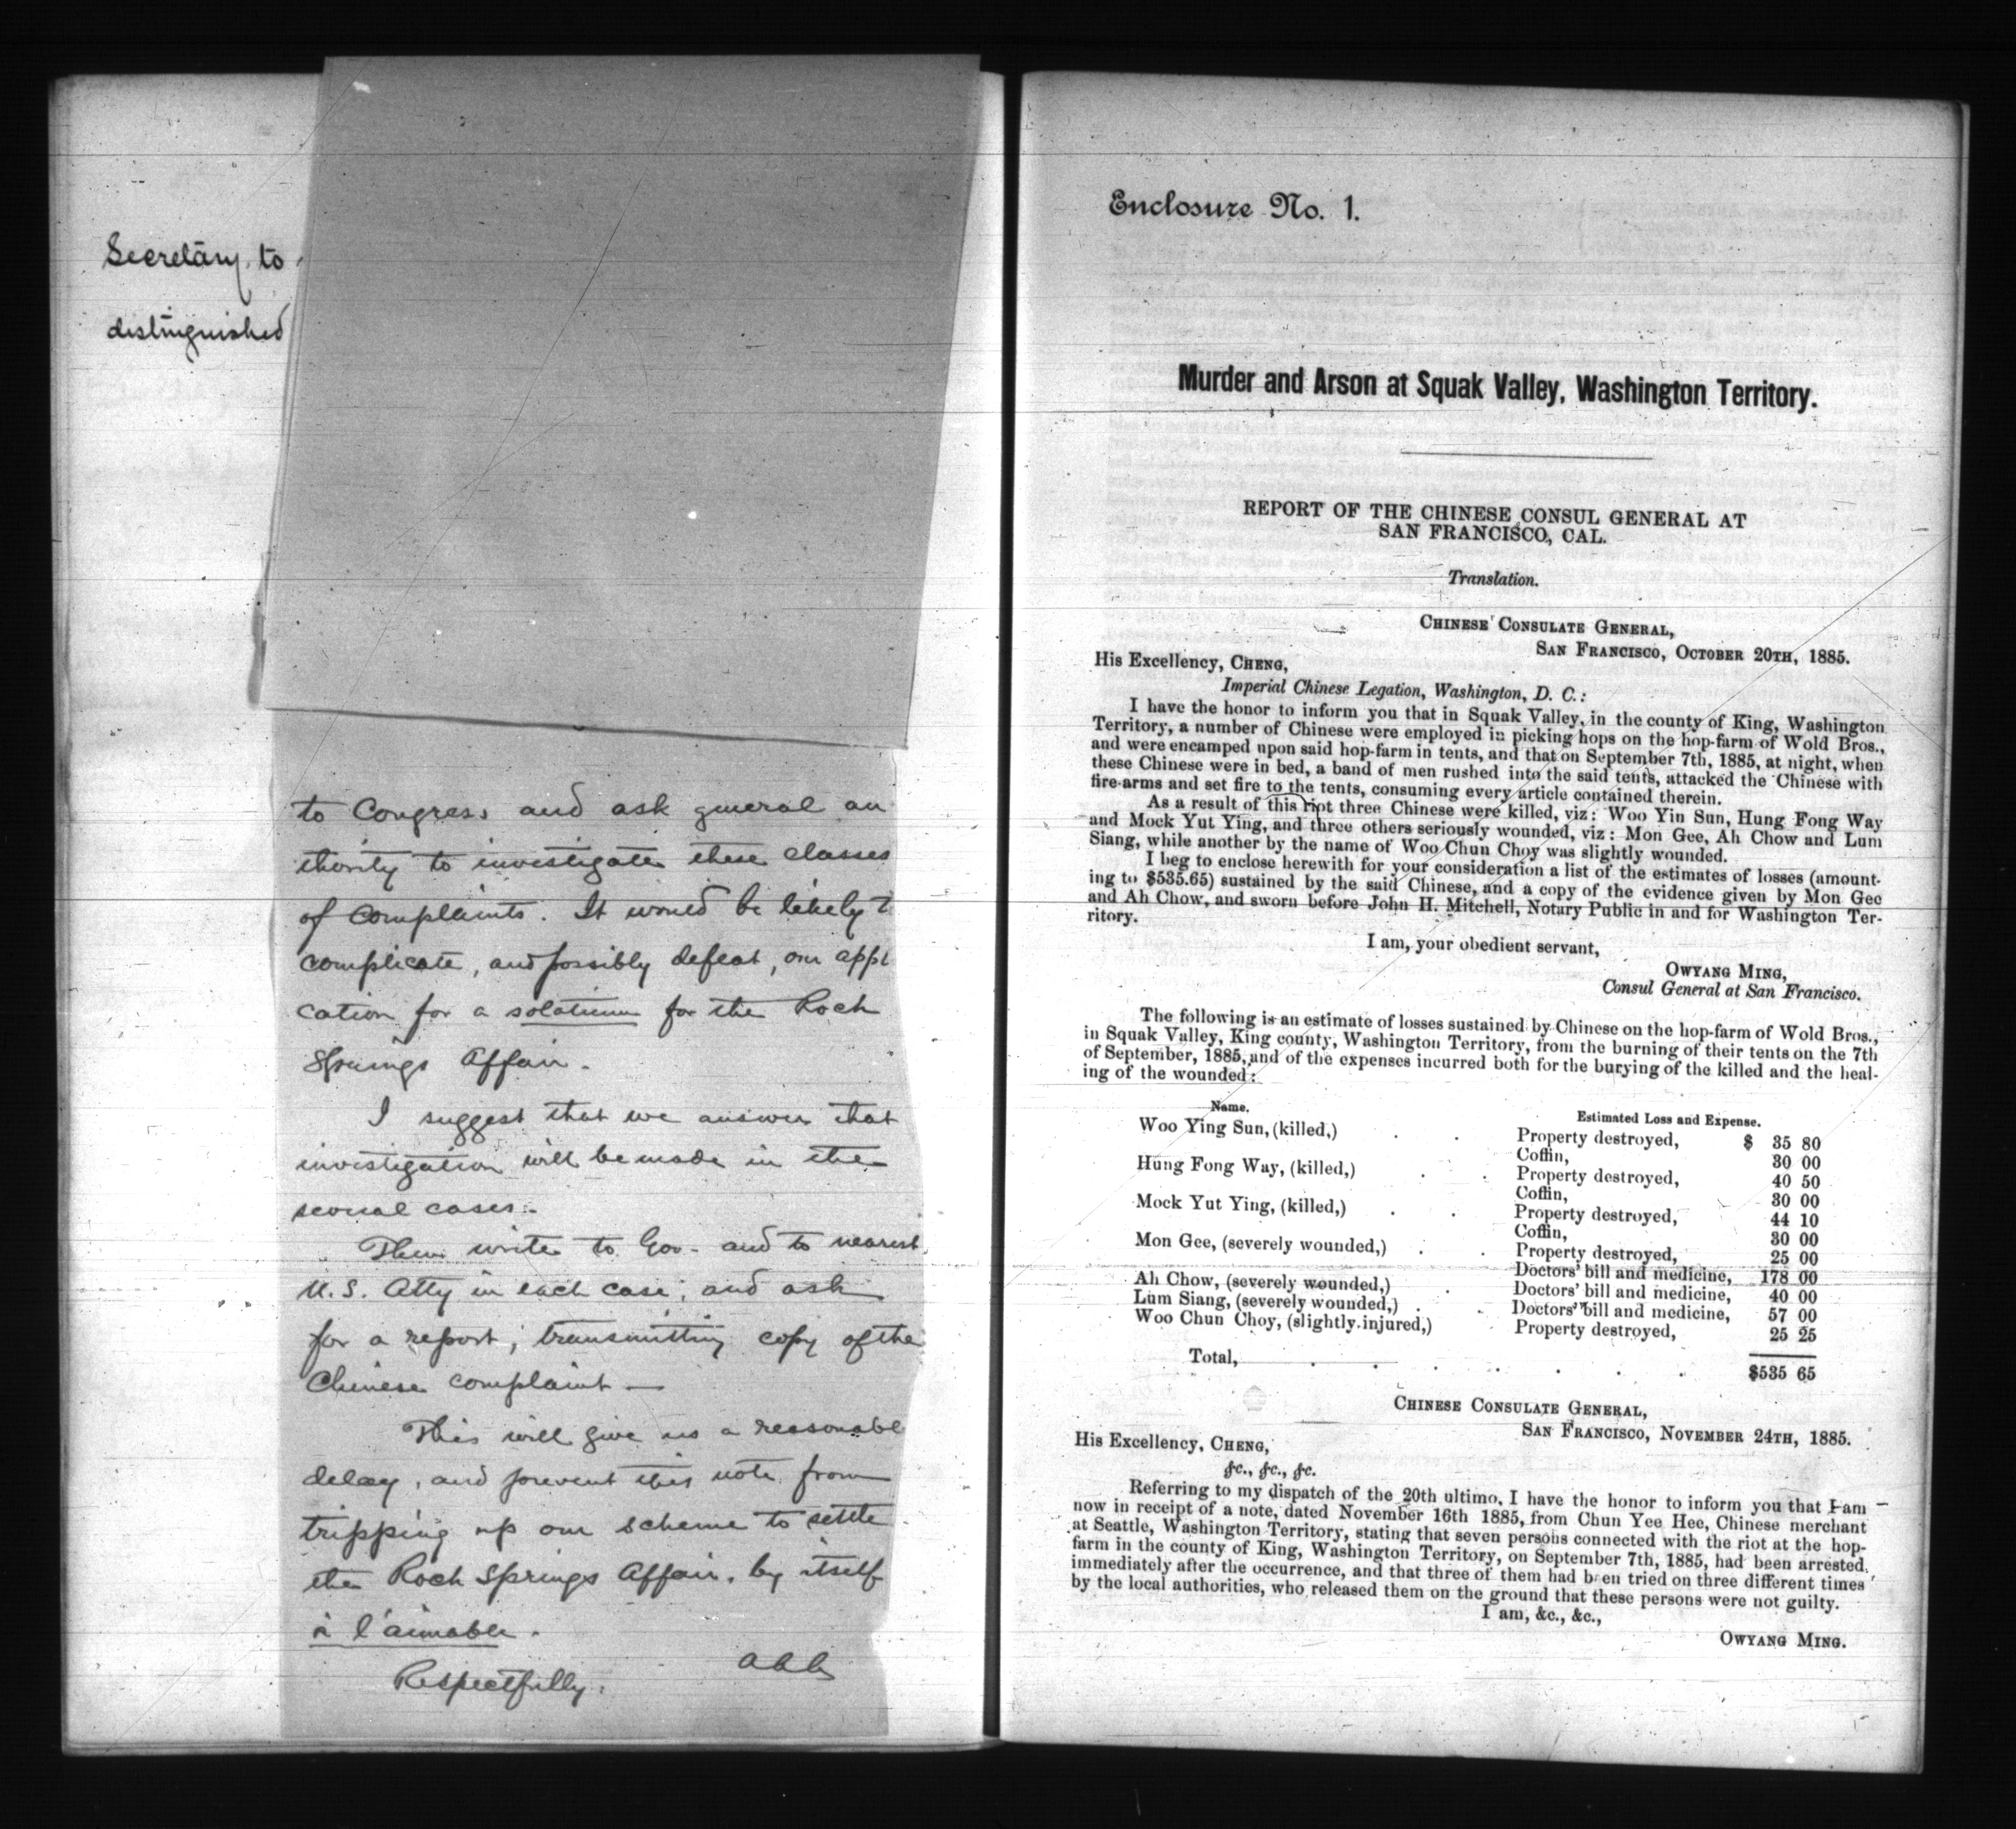 Secretary to
distinguished
to Congress and ask general au
thority to investigate these classes
of complaints. It would be likely t
complicate, and possibly defeat, our appl
cation for a solatium for the Rock
Springs Affair.
I suggest that we answer that
investigation will be made in the
several cases.
Then write to Gov. and to nearest
U.S. Atty in each case; and ask
for a report; transmitting copy of the
Chinese complaint —
This will give us a reasonabl
delay, and prevent this note from
tripping up our scheme to settle
the Rock Springs Affair, by itself
à l'aimable.
Respectfully.
Enclosure No. 1.
Murder and Arson at Squak Valley, Washington Territory.
REPORT OF THE CHINESE CONSUL GENERAL AT
SAN FRANCISCO, CAL.
Translation.
CHINESE CONSULATE GENERAL,
SAN FRANCISCO, OCTOBER 20TH, 1885.
His Excellency, CHENG,
Imperial Chinese Legation, Washington, D. C.:
I have the honor to inform you that in Squak Valley, in the county of King, Washington
Territory, a number of Chinese were employed in picking hops on the hop-farm of Wold Bros.,
and were encamped upon said hop-farm in tents, and that on September 7th, 1885, at night, when
these Chinese were in bed, a band of men rushed into the said tents, attacked the Chinese with
fire-arms and set fire to the tents, consuming every article contained therein.
As a result of this riot three Chinese were killed, viz: Woo Yin Sun, Hung Fong Way
and Mock Yut Ying, and three others seriously wounded, viz: Mon Gee, Ah Chow and Lum
Siang, while another by the name of Woo Chun Choy was slightly wounded.
I beg to enclose herewith for your consideration a list of the estimates of losses (amount-
ing to $535.65) sustained by the said Chinese, and a copy of the evidence given by Mon Gee
and Ah Chow, and sworn before John H. Mitchell, Notary Public in and for Washington Ter-
ritory.
I am, your obedient servant,
OWYANG MING,
Consul General at San Francisco.
The following is an estimate of losses sustained by Chinese on the hop-farm of Wold Bros.,
in Squak Valley, King county, Washington Territory, from the burning of their tents on the 7th
of September, 1885, and of the expenses incurred both for the burying of the killed and the heal-
ing of the wounded:
Name. Estimated Loss and Expense.
Woo Ying Sun, (killed,) . . Property destroyed, $ 35 80
Coffin, 30 00
Hung Fong Way, (killed,) . . Property destroyed, 40 50
Coffin, 30 00
Mock Yut Ying, (killed,) . . Property destroyed, 44 10
Coffin, 30 00
Mon Gee, (severely wounded,) . . Property destroyed, 25 00
Doctors' bill and medicine, 178 00
Ah Chow, (severely wounded,) . Doctors' bill and medicine, 40 00
Lum Siang, (severely wounded,) . . Doctors' bill and medicine, 57 00
Woo Chun Choy, (slightly injured,) Property destroyed, 25 25
Total, . . . . . . $535 65
CHINESE CONSULATE GENERAL,
SAN FRANCISCO, NOVEMBER 24TH, 1885.
His Excellency, CHENG,
&c., &c., &c.
Referring to my dispatch of the 20th ultimo, I have the honor to inform you that I am
now in receipt of a note, dated November 16th 1885, from Chun Yee Hee, Chinese merchant
at Seattle, Washington Territory, stating that seven persons connected with the riot at the hop-
farm in the county of King, Washington Territory, on September 7th, 1885, had been arrested
immediately after the occurrence, and that three of them had been tried on three different times
by the local authorities, who released them on the ground that these persons were not guilty.
I am, &c., &c.,
OWYANG MING.